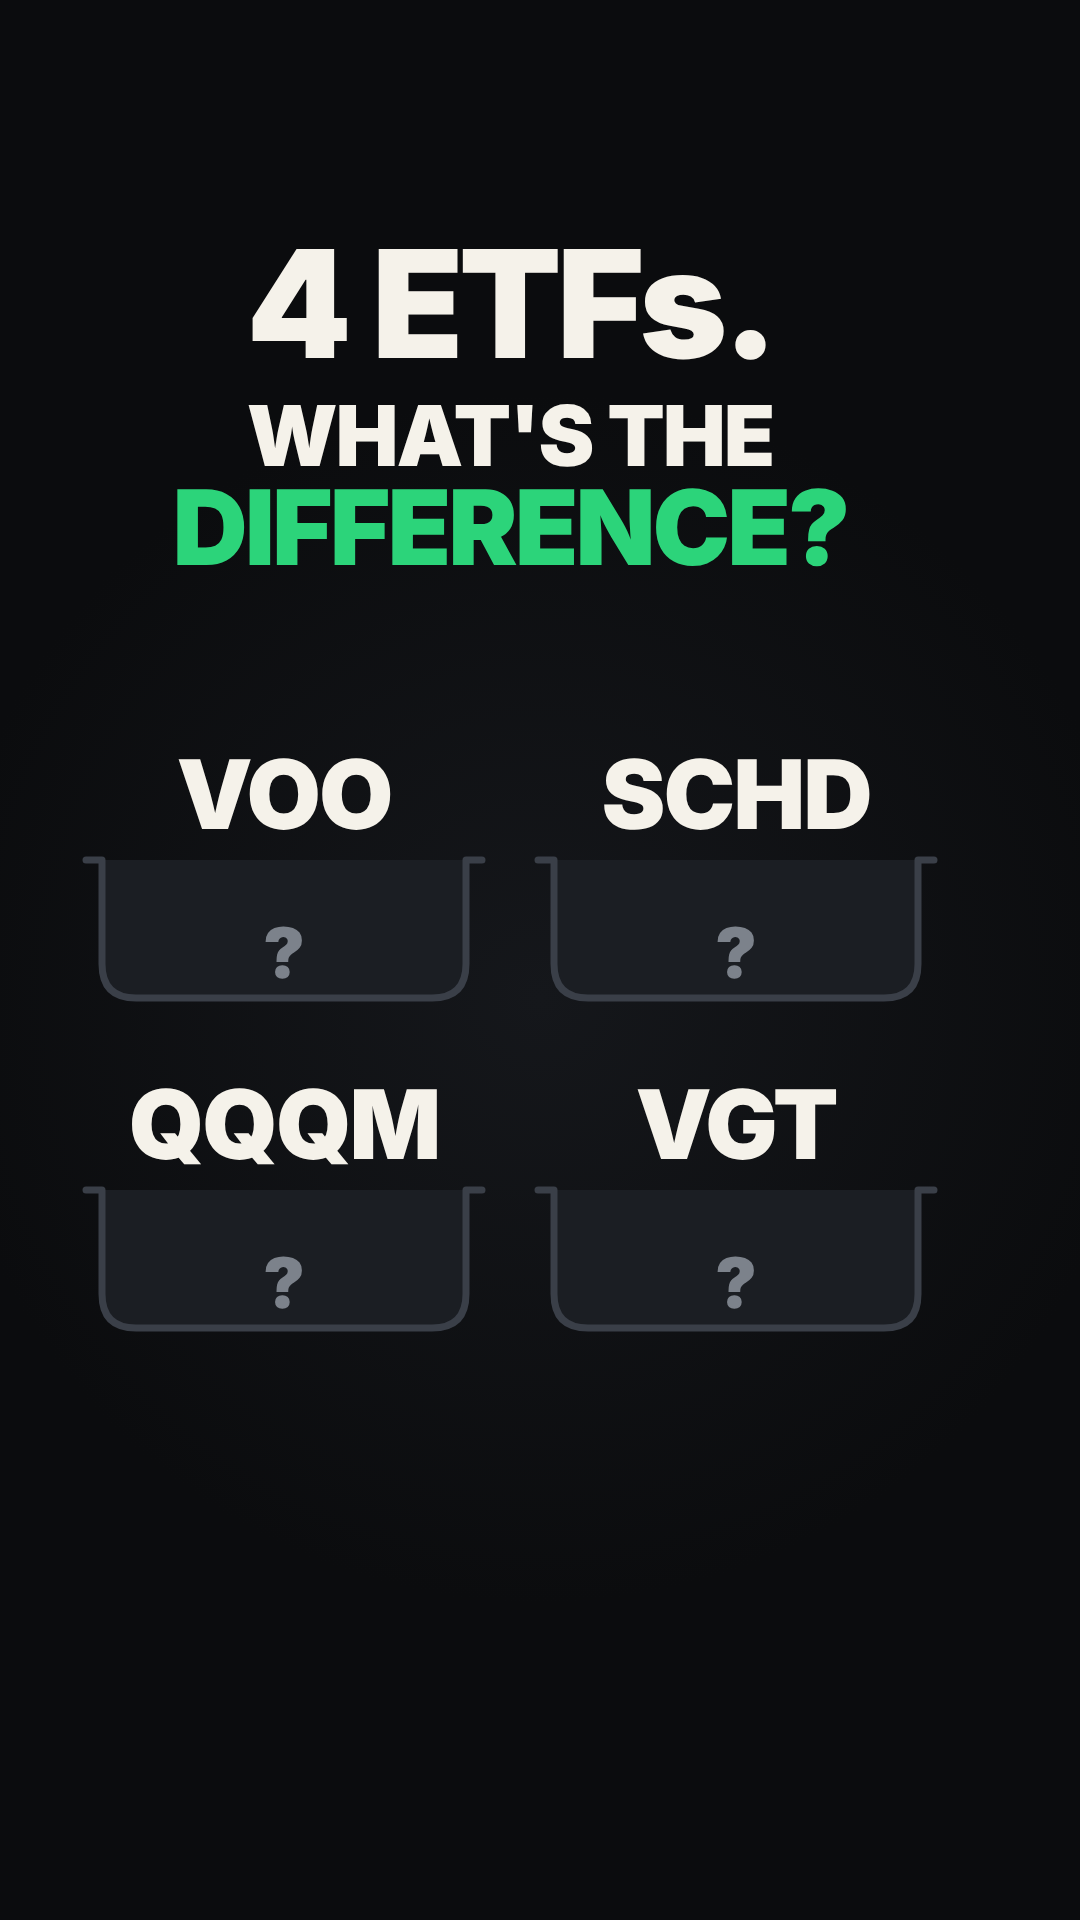 4 ETFs.
WHAT'S THE
DIFFERENCE?
VOO
SCHD
?
?
QQQM
VGT
?
?